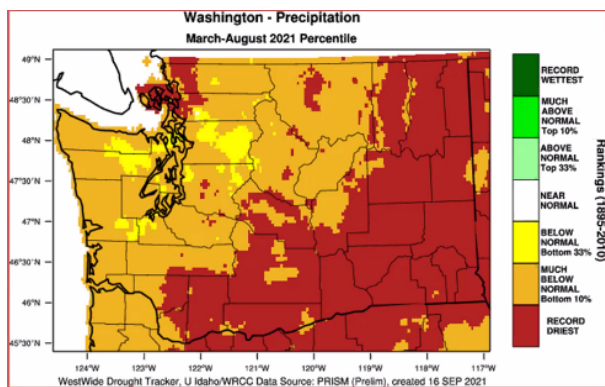 Washington - Precipitation
March-August 2021 Percentile
49°N
48°30'N
48°N
47°30'N
47°N
46°30'N
46°N
45°30'N
124°W
123°W
122°W
121°W
120°W
119°W
118°W
117°W
RECORD
WETTEST
MUCH
ABOVE
NORMAL
Top 10%
ABOVE
NORMAL
Top 33%
NEAR
NORMAL
BELOW
NORMAL
Bottom 33%
MUCH
BELOW
NORMAL
Bottom 10%
RECORD
DRIEST
Rankings (1895-2010)
WestWide Drought Tracker, U Idaho/WRCC Data Source: PRISM (Prelim), created 16 SEP 2021